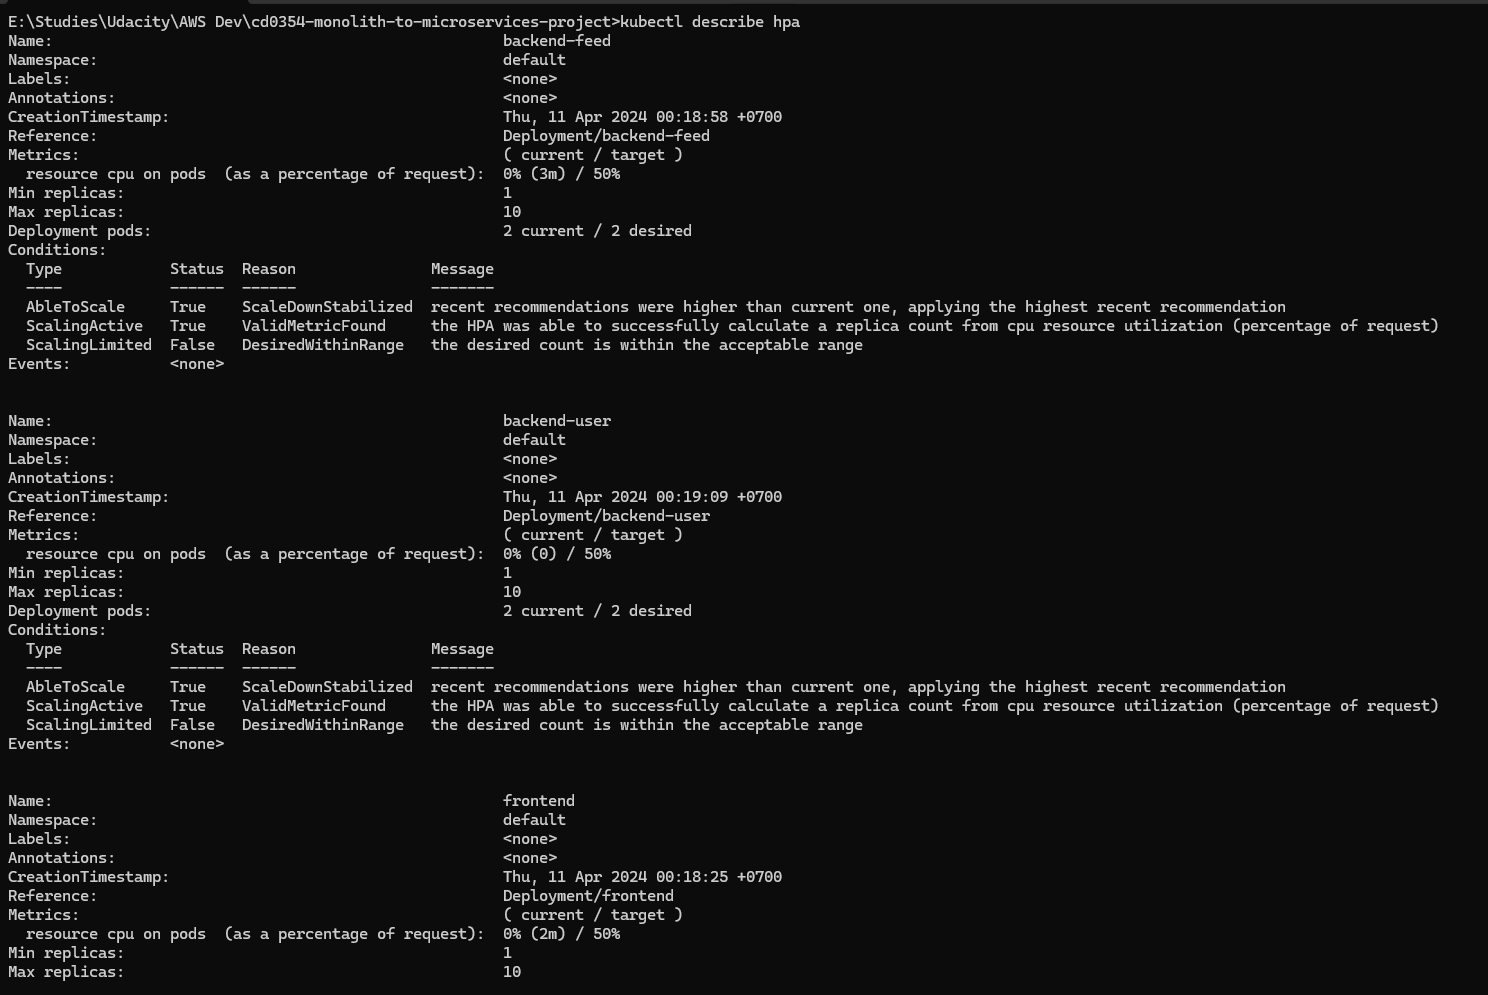 E:\Studies\Udacity\AWS Dev\cd0354-monolith-to-microservices-project>kubectl describe hpa
Name:                                                  backend-feed
Namespace:                                             default
Labels:                                                <none>
Annotations:                                           <none>
CreationTimestamp:                                     Thu, 11 Apr 2024 00:18:58 +0700
Reference:                                             Deployment/backend-feed
Metrics:                                               ( current / target )
  resource cpu on pods  (as a percentage of request):  0% (3m) / 50%
Min replicas:                                          1
Max replicas:                                          10
Deployment pods:                                       2 current / 2 desired
Conditions:
  Type            Status  Reason               Message
  ----            ------  ------               -------
  AbleToScale     True    ScaleDownStabilized  recent recommendations were higher than current one, applying the highest recent recommendation
  ScalingActive   True    ValidMetricFound     the HPA was able to successfully calculate a replica count from cpu resource utilization (percentage of request)
  ScalingLimited  False   DesiredWithinRange   the desired count is within the acceptable range
Events:           <none>
Name:                                                  backend-user
Namespace:                                             default
Labels:                                                <none>
Annotations:                                           <none>
CreationTimestamp:                                     Thu, 11 Apr 2024 00:19:09 +0700
Reference:                                             Deployment/backend-user
Metrics:                                               ( current / target )
  resource cpu on pods  (as a percentage of request):  0% (0) / 50%
Min replicas:                                          1
Max replicas:                                          10
Deployment pods:                                       2 current / 2 desired
Conditions:
  Type            Status  Reason               Message
  ----            ------  ------               -------
  AbleToScale     True    ScaleDownStabilized  recent recommendations were higher than current one, applying the highest recent recommendation
  ScalingActive   True    ValidMetricFound     the HPA was able to successfully calculate a replica count from cpu resource utilization (percentage of request)
  ScalingLimited  False   DesiredWithinRange   the desired count is within the acceptable range
Events:           <none>
Name:                                                  frontend
Namespace:                                             default
Labels:                                                <none>
Annotations:                                           <none>
CreationTimestamp:                                     Thu, 11 Apr 2024 00:18:25 +0700
Reference:                                             Deployment/frontend
Metrics:                                               ( current / target )
  resource cpu on pods  (as a percentage of request):  0% (2m) / 50%
Min replicas:                                          1
Max replicas:                                          10